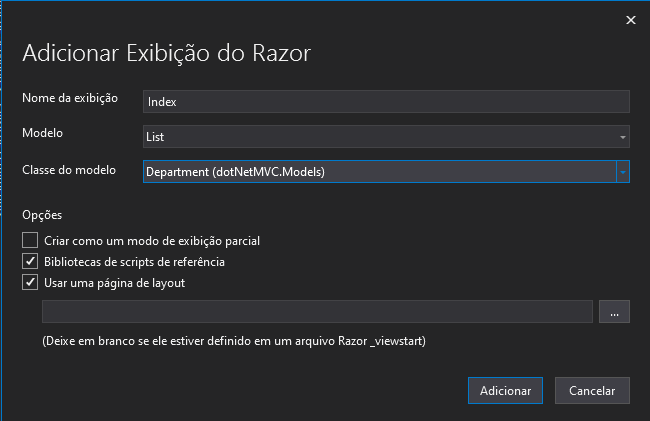 Adicionar Exibição do Razor
Nome da exibição
Index
Modelo
List
Classe do modelo
Department (dotNetMVC.Models)
Opções
Criar como um modo de exibição parcial
Bibliotecas de scripts de referência
Usar uma página de layout
...
(Deixe em branco se ele estiver definido em um arquivo Razor _viewstart)
Adicionar
Cancelar